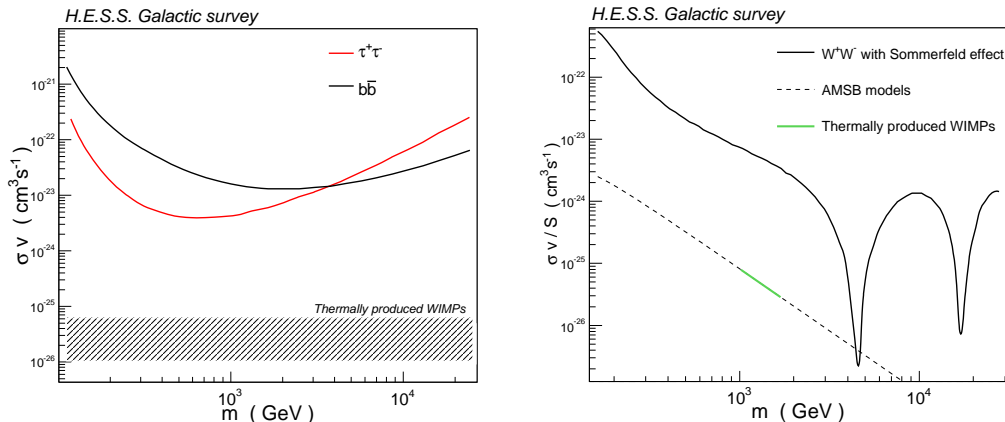 H.E.S.S. Galactic survey
τ⁺τ⁻
bb̄
10⁻²¹
10⁻²²
10⁻²³
10⁻²⁴
10⁻²⁵
10⁻²⁶
σ v ( cm³s⁻¹)
Thermally produced WIMPs
10³
10⁴
m ( GeV)
H.E.S.S. Galactic survey
W⁺W⁻ with Sommerfeld effect
AMSB models
Thermally produced WIMPs
10⁻²²
10⁻²³
10⁻²⁴
10⁻²⁵
10⁻²⁶
σ v / S ( cm³s⁻¹)
10³
10⁴
m ( GeV)